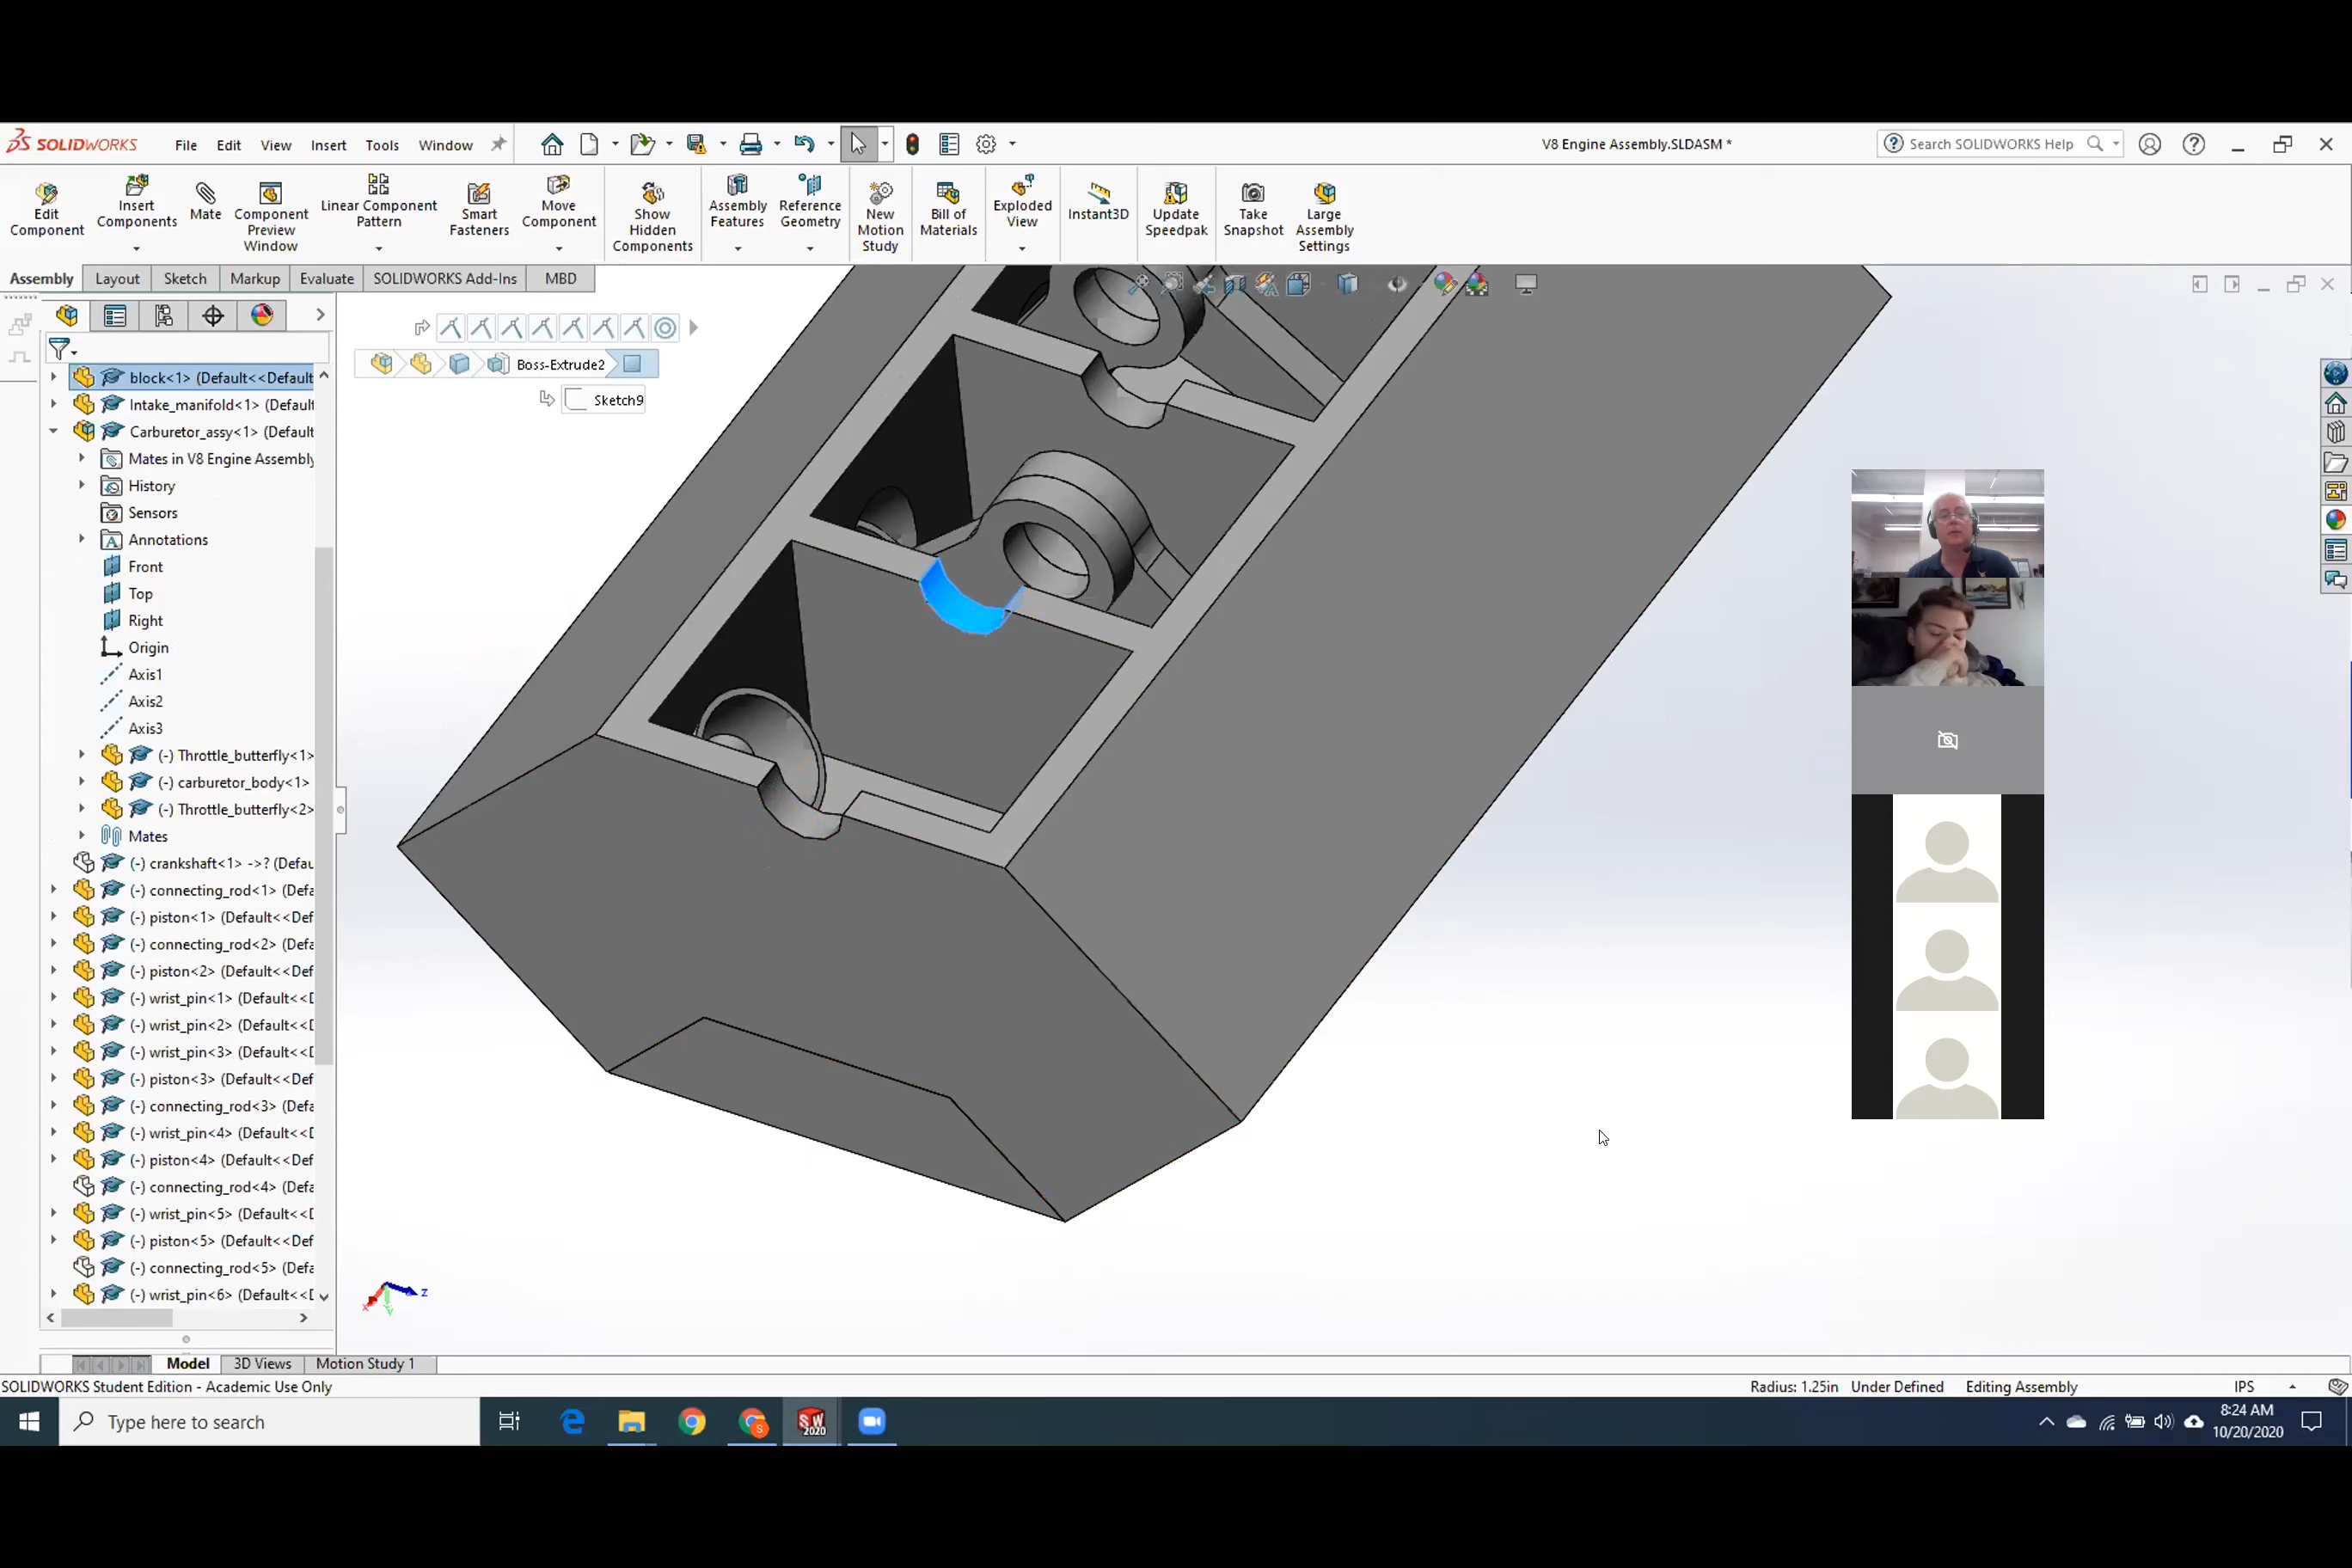 SOLIDWORKS File Edit View Insert Tools Window V8 Engine Assembly.SLDASM * Search SOLIDWORKS Help
Edit Component
Insert Components
Mate
Component Preview Window
Linear Component Pattern
Smart Fasteners
Move Component
Show Hidden Components
Assembly Features
Reference Geometry
New Motion Study
Bill of Materials
Exploded View
Instant3D
Update Speedpak
Take Snapshot
Large Assembly Settings
Assembly Layout Sketch Markup Evaluate SOLIDWORKS Add-Ins MBD
Boss-Extrude2
Sketch9
block<1> (Default<<Default
Intake_manifold<1> (Default
Carburetor_assy<1> (Default
Mates in V8 Engine Assembly
History
Sensors
Annotations
Front
Top
Right
Origin
Axis1
Axis2
Axis3
(-) Throttle_butterfly<1>
(-) carburetor_body<1>
(-) Throttle_butterfly<2>
Mates
(-) crankshaft<1> ->? (Defau
(-) connecting_rod<1> (Defa
(-) piston<1> (Default<<Def
(-) connecting_rod<2> (Defa
(-) piston<2> (Default<<Def
(-) wrist_pin<1> (Default<<D
(-) wrist_pin<2> (Default<<D
(-) wrist_pin<3> (Default<<D
(-) piston<3> (Default<<Def
(-) connecting_rod<3> (Defa
(-) wrist_pin<4> (Default<<D
(-) piston<4> (Default<<Def
(-) connecting_rod<4> (Defa
(-) wrist_pin<5> (Default<<D
(-) piston<5> (Default<<Def
(-) connecting_rod<5> (Defa
(-) wrist_pin<6> (Default<<D
X Y Z
Model 3D Views Motion Study 1
SOLIDWORKS Student Edition - Academic Use Only Radius: 1.25in Under Defined Editing Assembly IPS
Type here to search
SW 2020
8:24 AM
10/20/2020